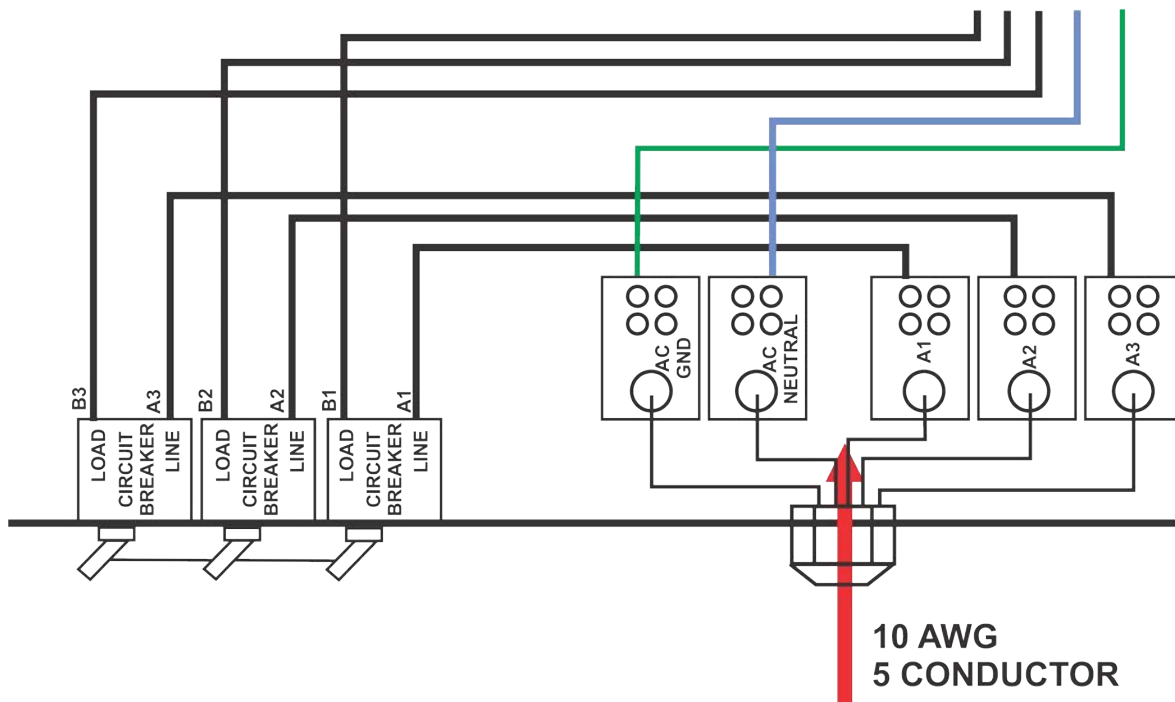 B3
A3
B2
A2
B1
A1
LOAD
CIRCUIT
BREAKER
LINE
LOAD
CIRCUIT
BREAKER
LINE
LOAD
CIRCUIT
BREAKER
LINE
AC
GND
AC
NEUTRAL
A1
A2
A3
10 AWG
5 CONDUCTOR